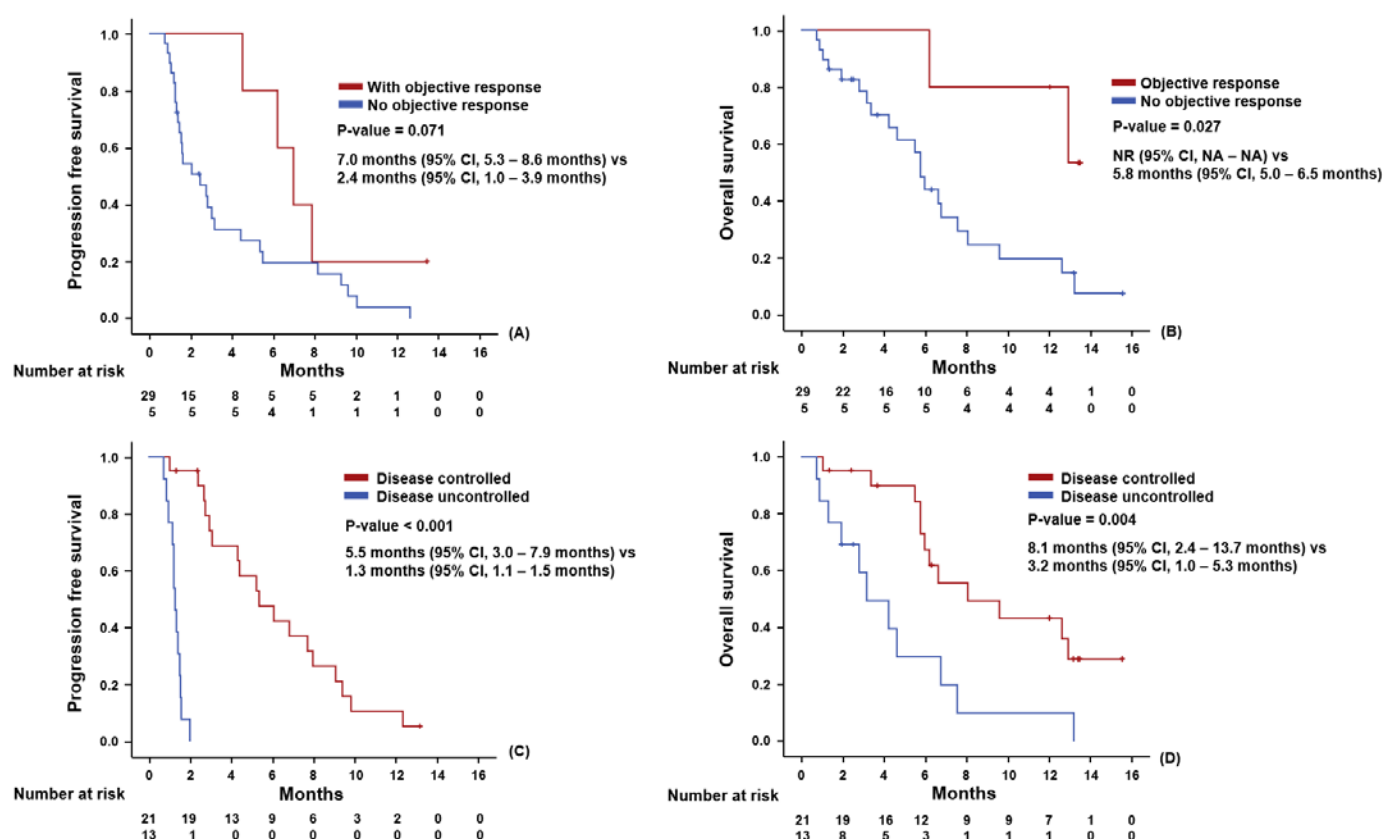 Progression free survival
1.0
0.8
0.6
0.4
0.2
0.0
With objective response
No objective response
P-value = 0.071
7.0 months (95% CI, 5.3 – 8.6 months) vs
2.4 months (95% CI, 1.0 – 3.9 months)
(A)
0 2 4 6 8 10 12 14 16
Number at risk Months
29 15 8 5 5 2 1 0 0
5 5 5 4 1 1 1 0 0
Overall survival
1.0
0.8
0.6
0.4
0.2
0.0
Objective response
No objective response
P-value = 0.027
NR (95% CI, NA – NA) vs
5.8 months (95% CI, 5.0 – 6.5 months)
(B)
0 2 4 6 8 10 12 14 16
Number at risk Months
29 22 16 10 6 4 4 1 0
5 5 5 5 4 4 4 0 0
Progression free survival
1.0
0.8
0.6
0.4
0.2
0.0
Disease controlled
Disease uncontrolled
P-value < 0.001
5.5 months (95% CI, 3.0 – 7.9 months) vs
1.3 months (95% CI, 1.1 – 1.5 months)
(C)
0 2 4 6 8 10 12 14 16
Number at risk Months
21 19 13 9 6 3 2 0 0
13 1 0 0 0 0 0 0 0
Overall survival
1.0
0.8
0.6
0.4
0.2
0.0
Disease controlled
Disease uncontrolled
P-value = 0.004
8.1 months (95% CI, 2.4 – 13.7 months) vs
3.2 months (95% CI, 1.0 – 5.3 months)
(D)
0 2 4 6 8 10 12 14 16
Number at risk Months
21 19 16 12 9 9 7 1 0
13 8 5 3 1 1 1 0 0